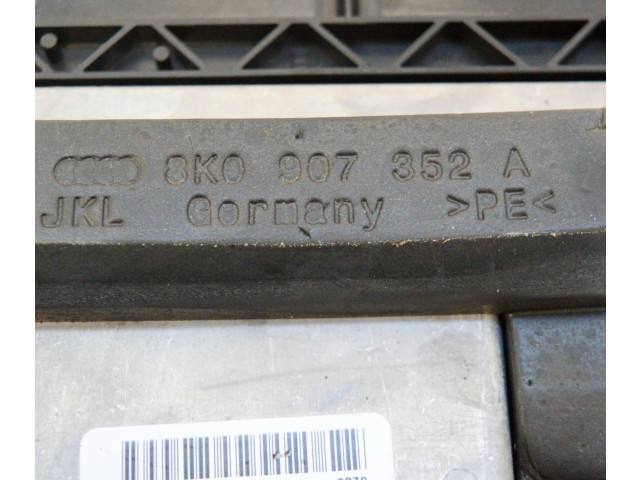 8K0 907 352 A
JKL Germany >PE<